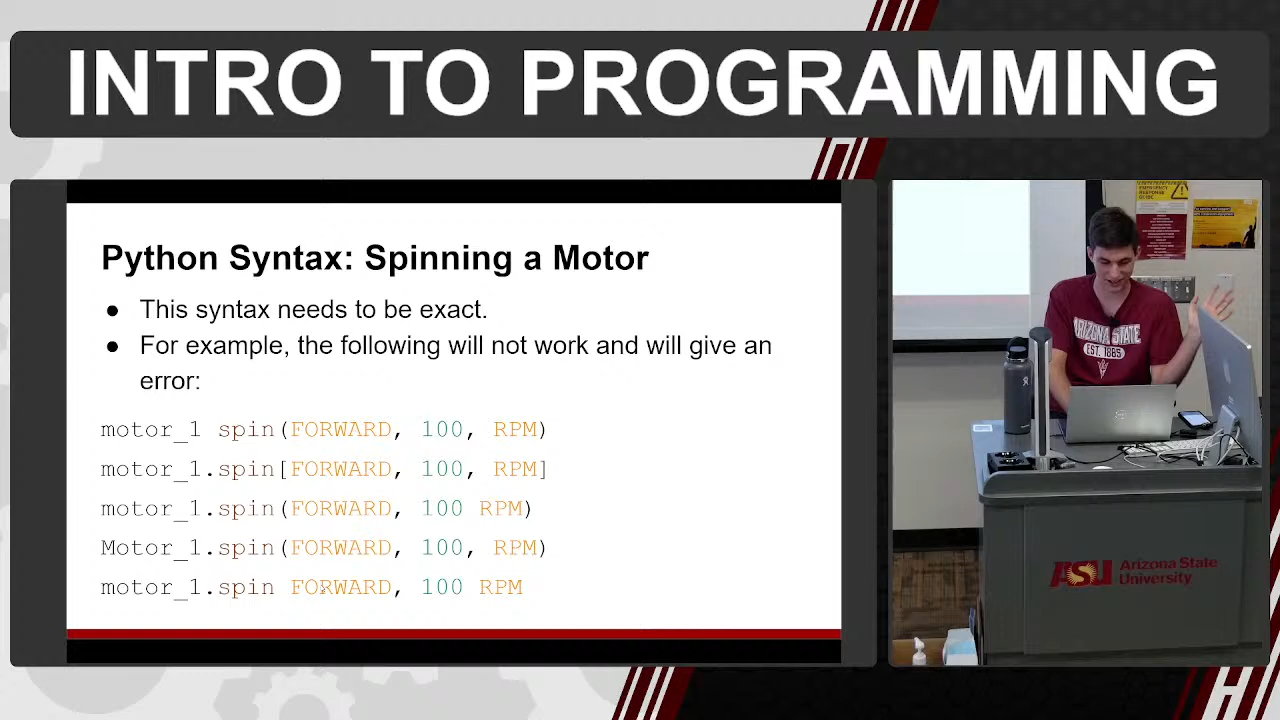 INTRO TO PROGRAMMING
Python Syntax: Spinning a Motor
● This syntax needs to be exact.
● For example, the following will not work and will give an
error:
motor_1 spin(FORWARD, 100, RPM)
motor_1.spin[FORWARD, 100, RPM]
motor_1.spin(FORWARD, 100 RPM)
Motor_1.spin(FORWARD, 100, RPM)
motor_1.spin FORWARD, 100 RPM
EMERGENCY
RESPONSE
ARIZONA STATE
EST. 1885
ASU Arizona State
University